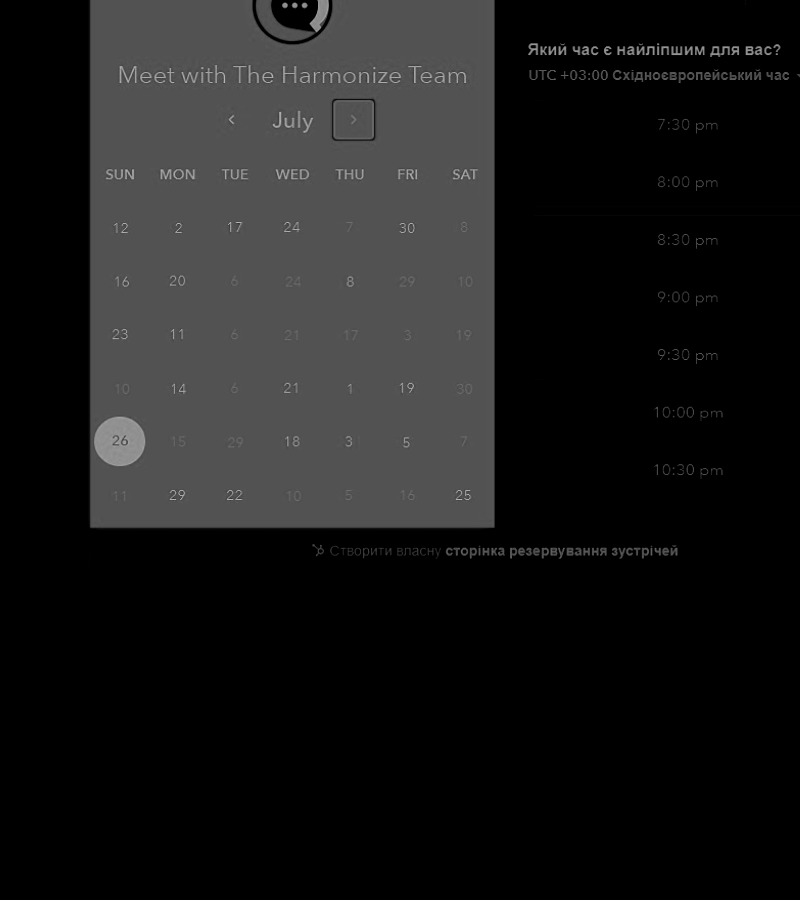 Meet with The Harmonize Team
July
SUN MON TUE WED THU FRI SAT
12 2 17 24 7 30 8
16 20 6 24 8 29 10
23 11 6 21 17 3 19
10 14 6 21 1 19 30
26 15 29 18 3 5 7
11 29 22 10 5 16 25
Який час є найліпшим для вас?
UTC +03:00 Східноєвропейський час
7:30 pm
8:00 pm
8:30 pm
9:00 pm
9:30 pm
10:00 pm
10:30 pm
Створити власну сторінка резервування зустрічей